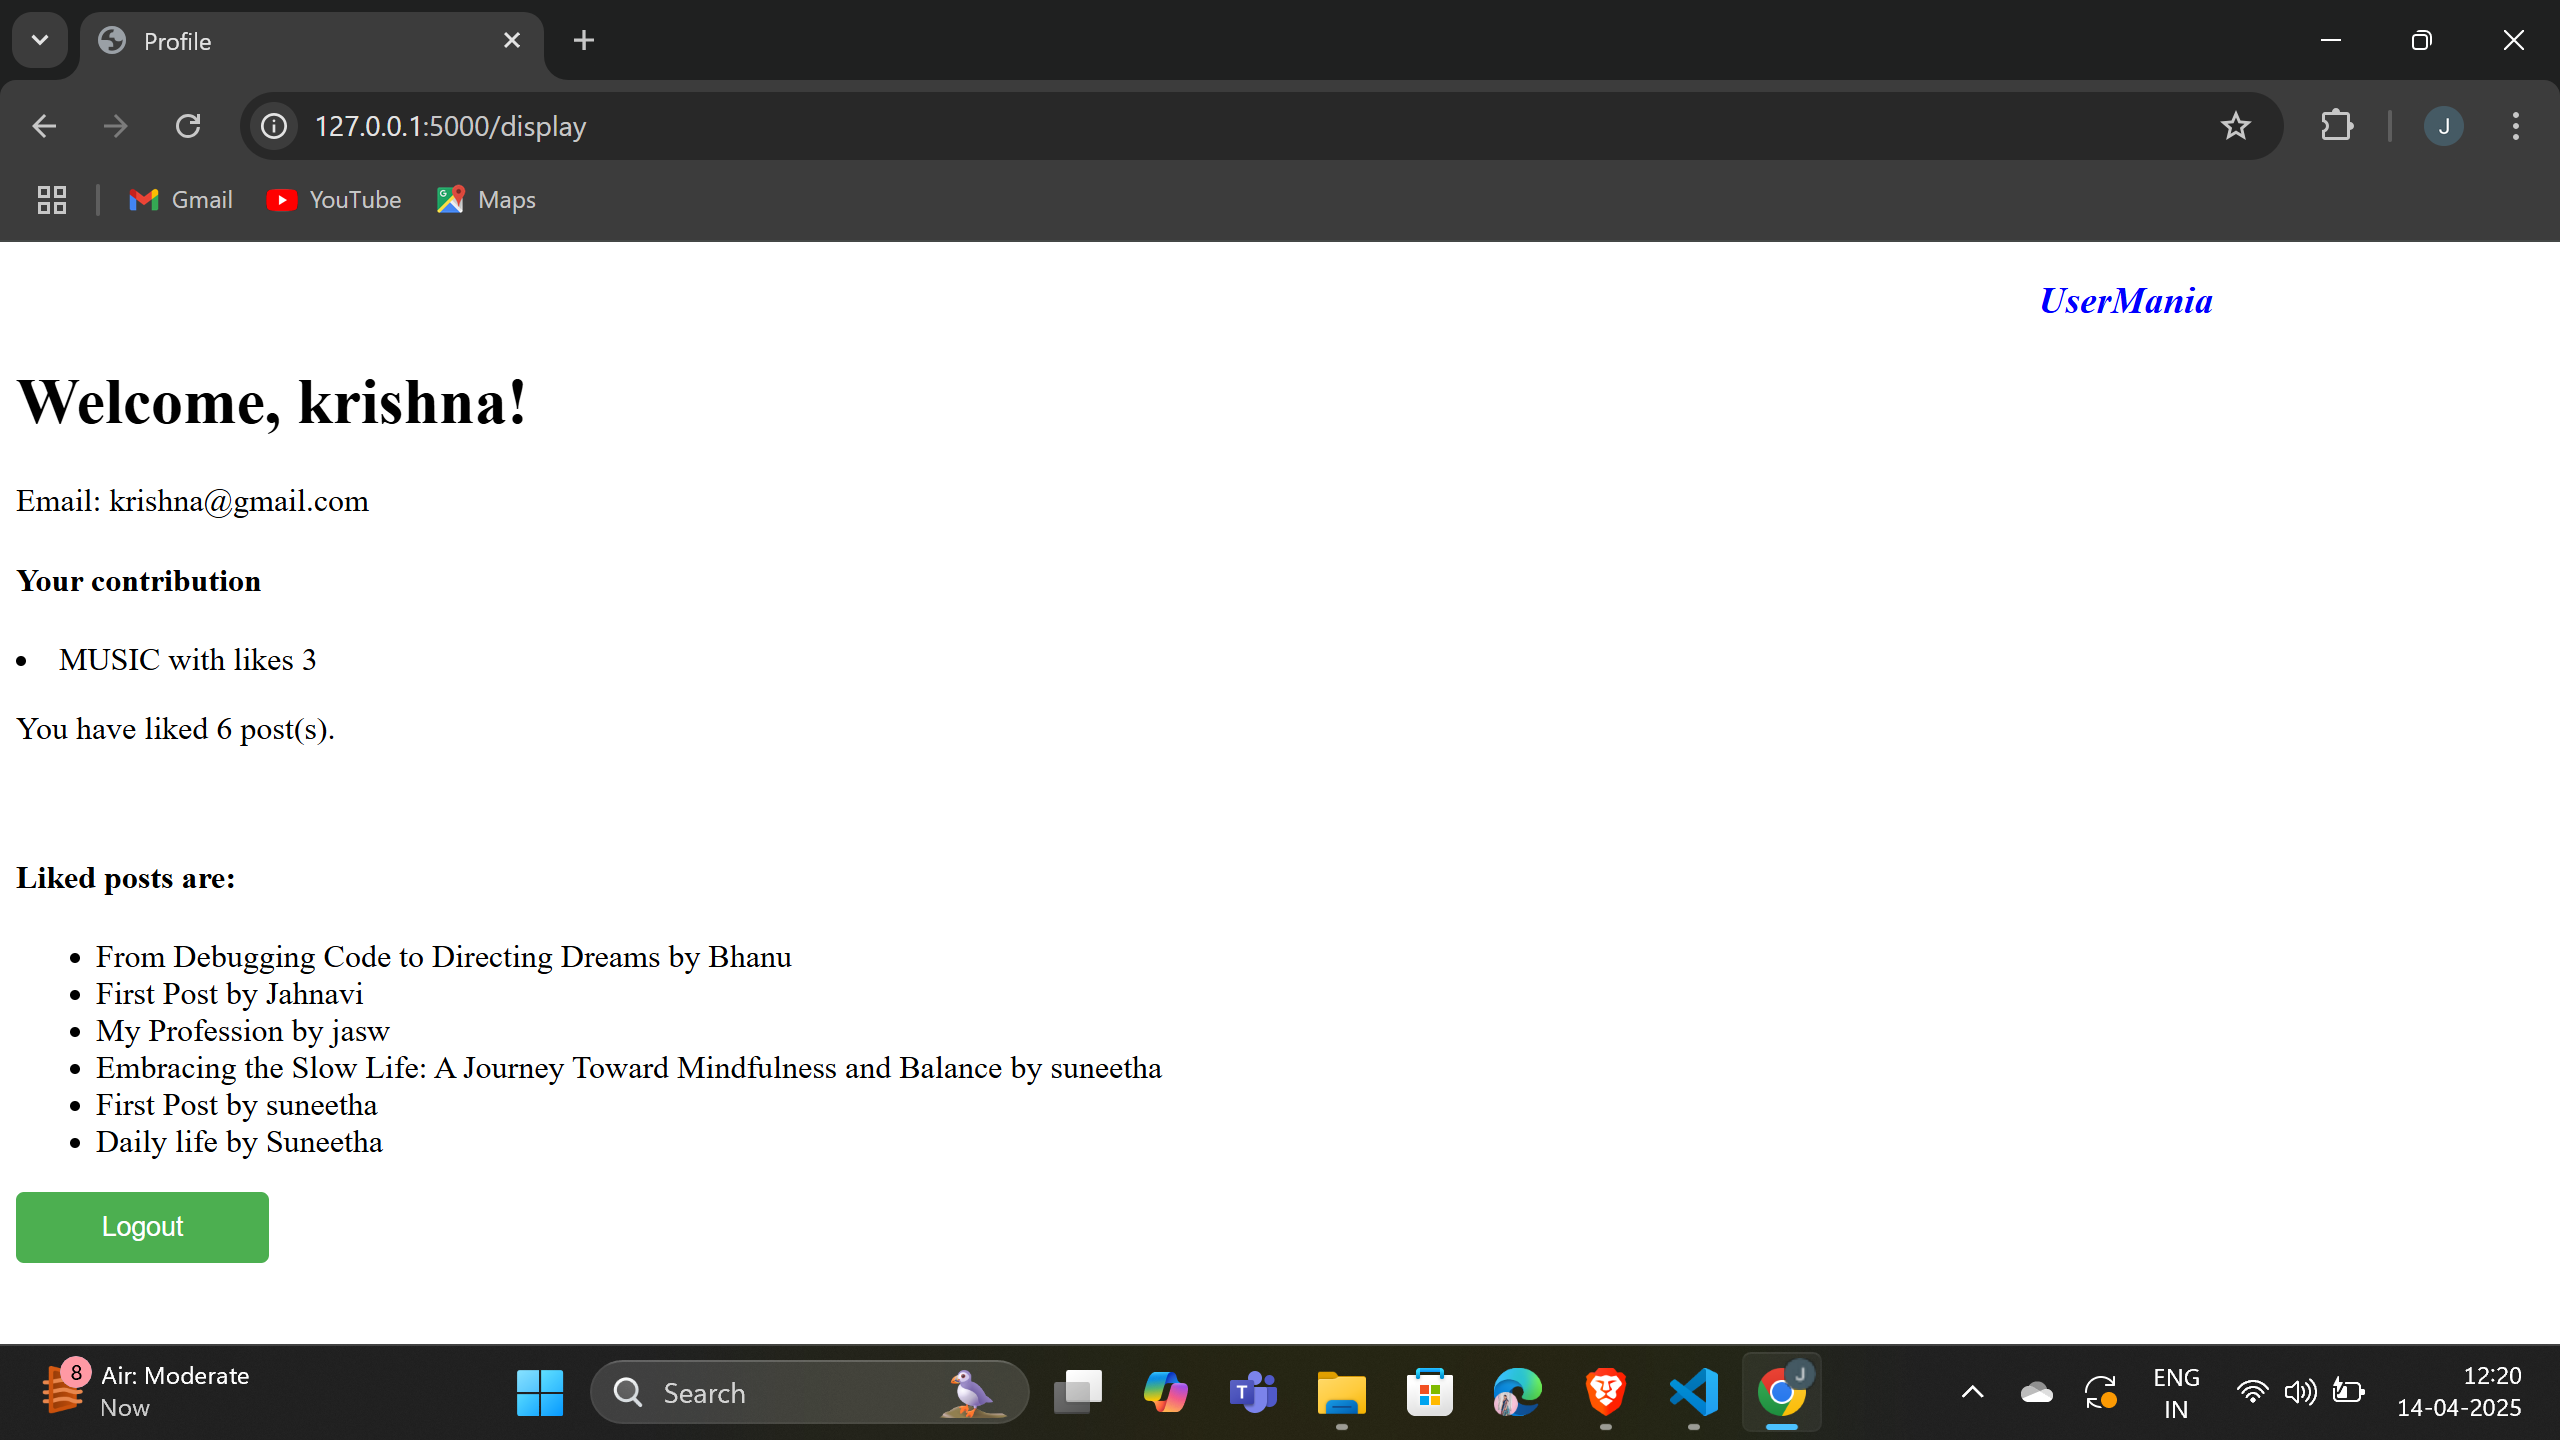 Profile
127.0.0.1:5000/display
J
Gmail
YouTube
Maps
UserMania
Welcome, krishna!
Email: krishna@gmail.com
Your contribution
MUSIC with likes 3
You have liked 6 post(s).
Liked posts are:
From Debugging Code to Directing Dreams by Bhanu
First Post by Jahnavi
My Profession by jasw
Embracing the Slow Life: A Journey Toward Mindfulness and Balance by suneetha
First Post by suneetha
Daily life by Suneetha
Logout
8
Air: Moderate
Now
Search
T
J
ENG
IN
12:20
14-04-2025